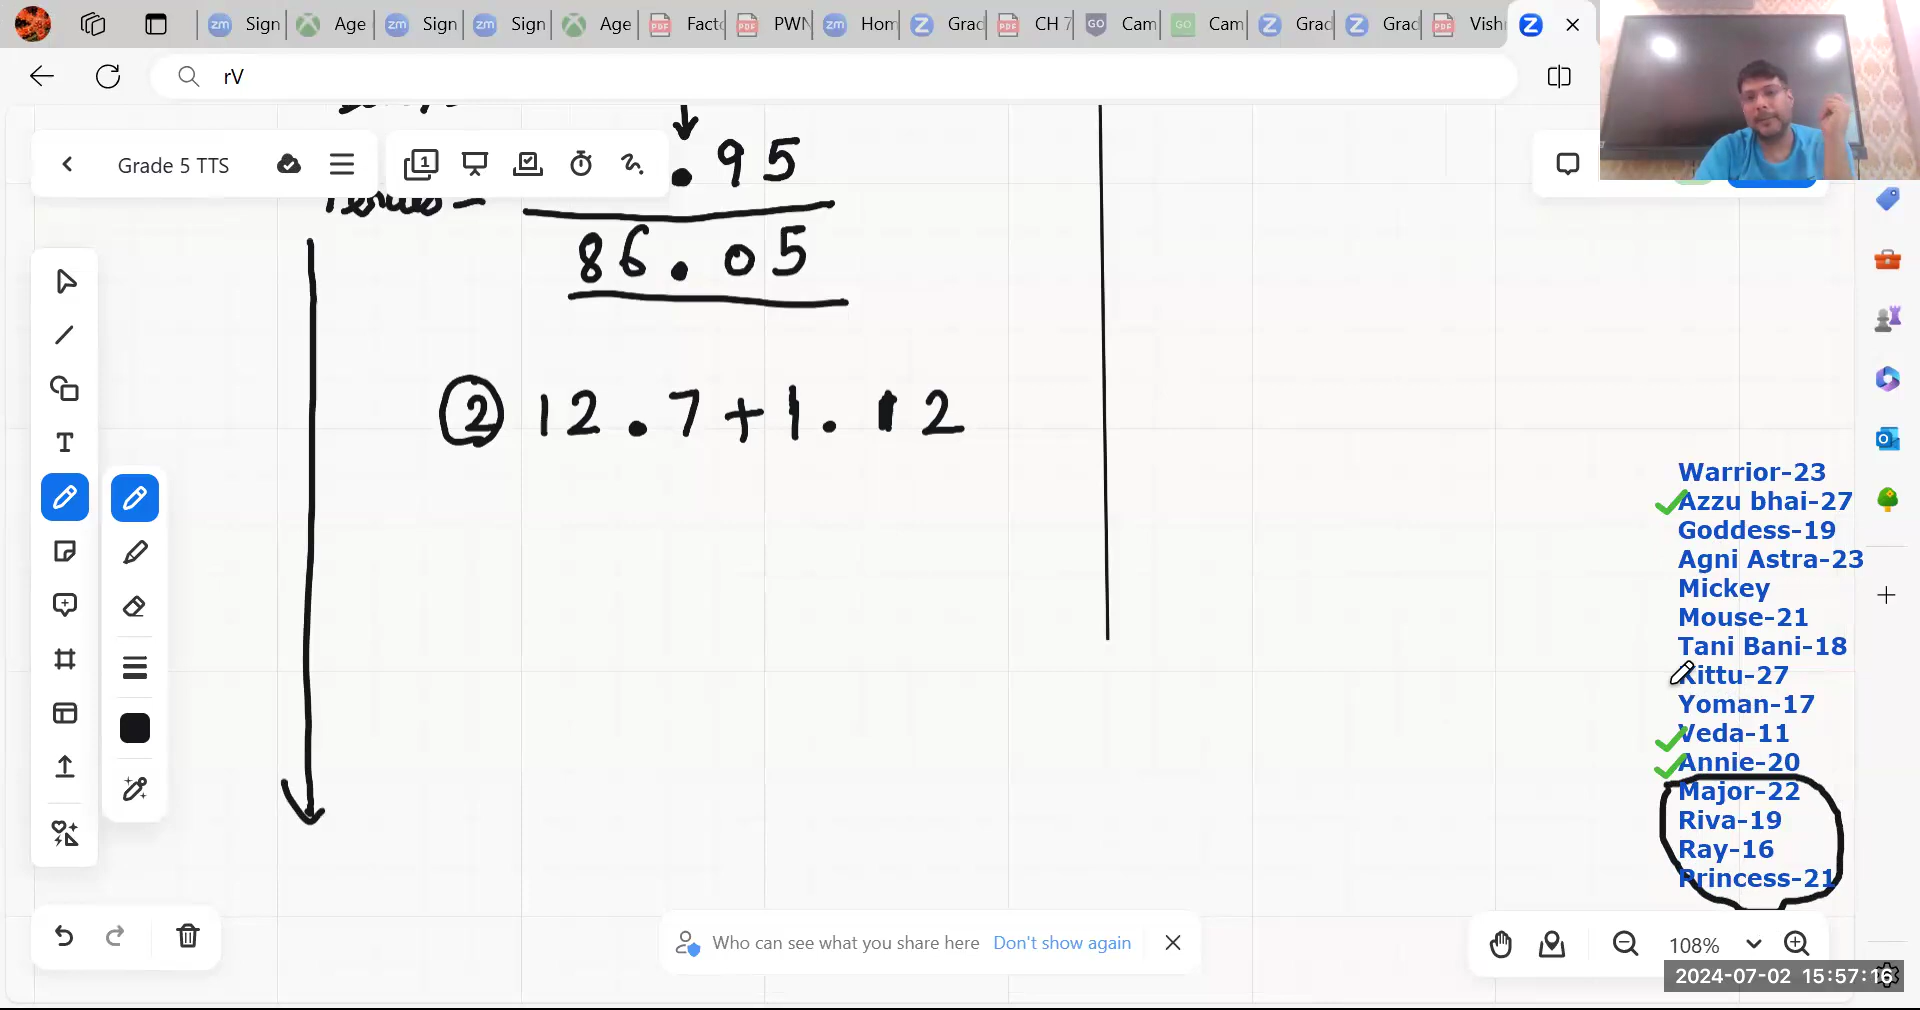 Sign
Age
Sign
Sign
Age
Facto
PWN
Hom
Grad
CH 7
Cam
Cam
Grad
Grad
Vish
rV
Grade 5 TTS
1
.95
86.05
② 12.7+1.12
Warrior-23
Azzu bhai-27
Goddess-19
Agni Astra-23
Mickey
Mouse-21
Tani Bani-18
Kittu-27
Yoman-17
Veda-11
Annie-20
Major-22
Riva-19
Ray-16
Princess-21
Who can see what you share here Don't show again
108%
2024-07-02 15:57:16